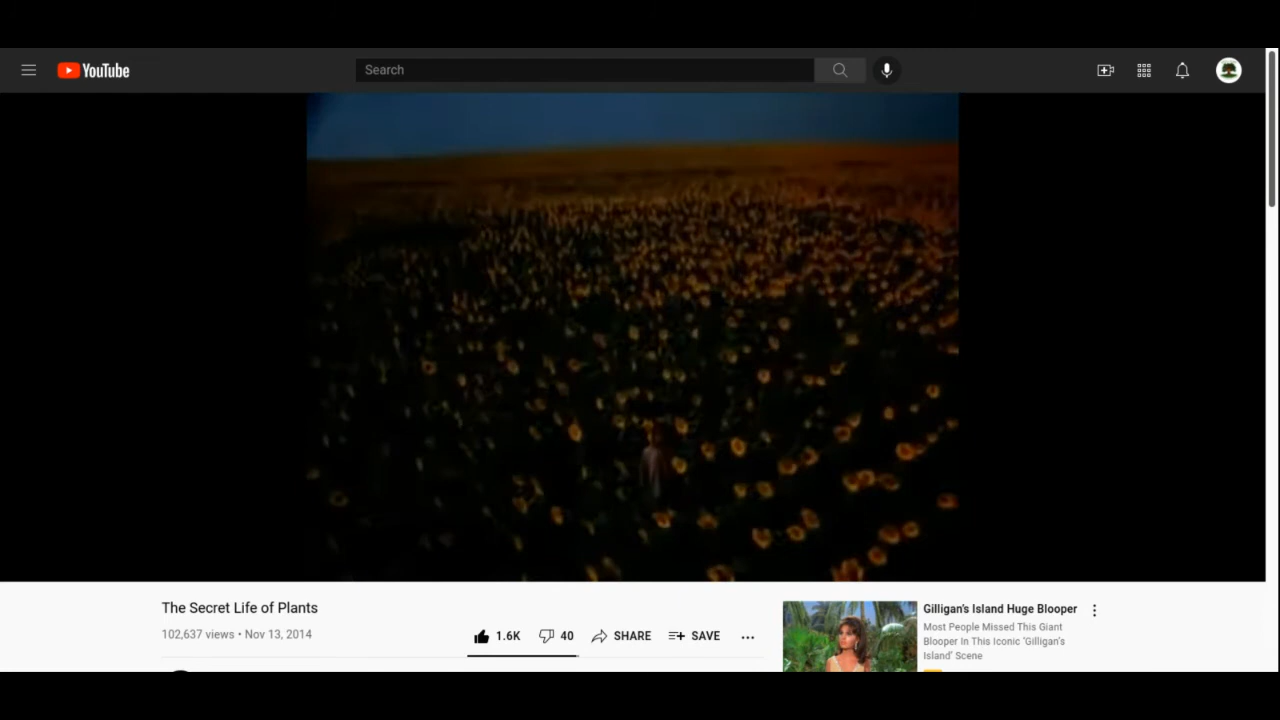 YouTube
Search
The Secret Life of Plants
102,637 views • Nov 13, 2014
1.6K
40
SHARE
SAVE
Gilligan's Island Huge Blooper
Most People Missed This Giant
Blooper In This Iconic 'Gilligan's
Island' Scene